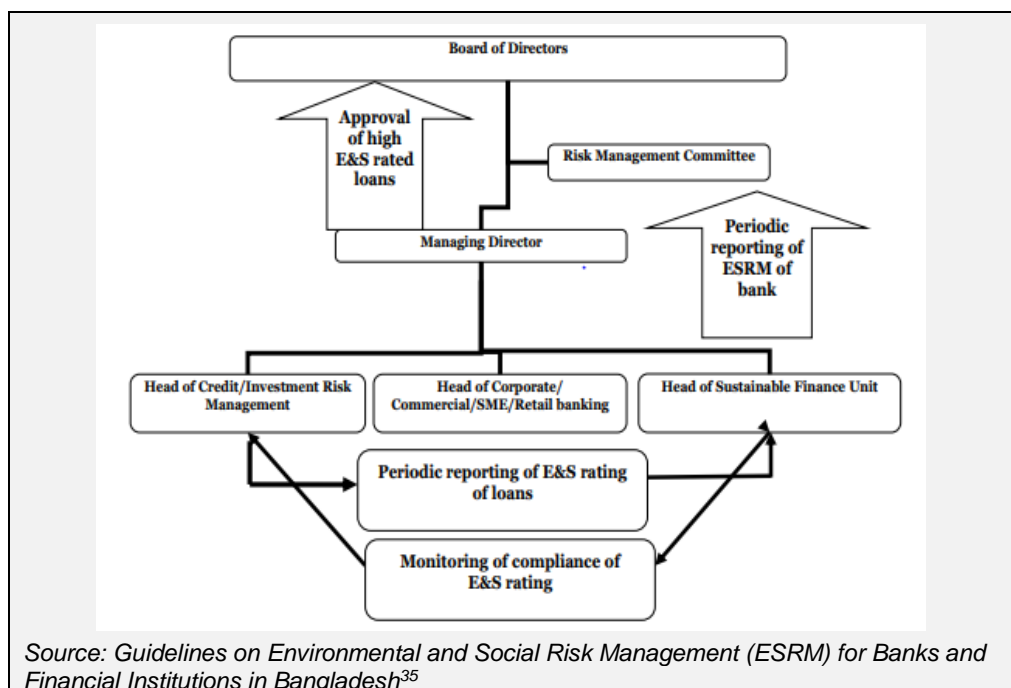 Board of Directors
Approval
of high
E&S rated
loans
Risk Management Committee
Managing Director
Periodic
reporting of
ESRM of
bank
Head of Credit/Investment Risk
Management
Head of Corporate/
Commercial/SME/Retail banking
Head of Sustainable Finance Unit
Periodic reporting of E&S rating
of loans
Monitoring of compliance of
E&S rating
Source: Guidelines on Environmental and Social Risk Management (ESRM) for Banks and
Financial Institutions in Bangladesh35